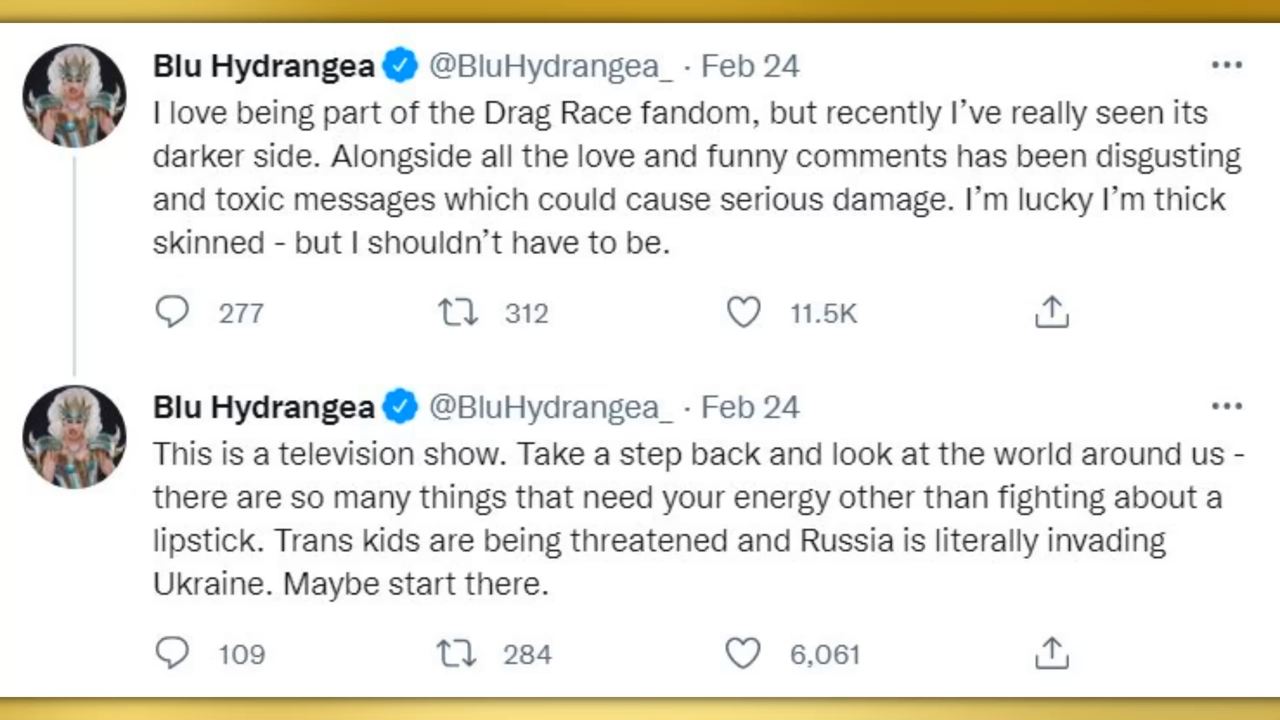 Blu Hydrangea @BluHydrangea_ · Feb 24
I love being part of the Drag Race fandom, but recently I’ve really seen its
darker side. Alongside all the love and funny comments has been disgusting
and toxic messages which could cause serious damage. I’m lucky I’m thick
skinned - but I shouldn’t have to be.
277 312 11.5K
Blu Hydrangea @BluHydrangea_ · Feb 24
This is a television show. Take a step back and look at the world around us -
there are so many things that need your energy other than fighting about a
lipstick. Trans kids are being threatened and Russia is literally invading
Ukraine. Maybe start there.
109 284 6,061